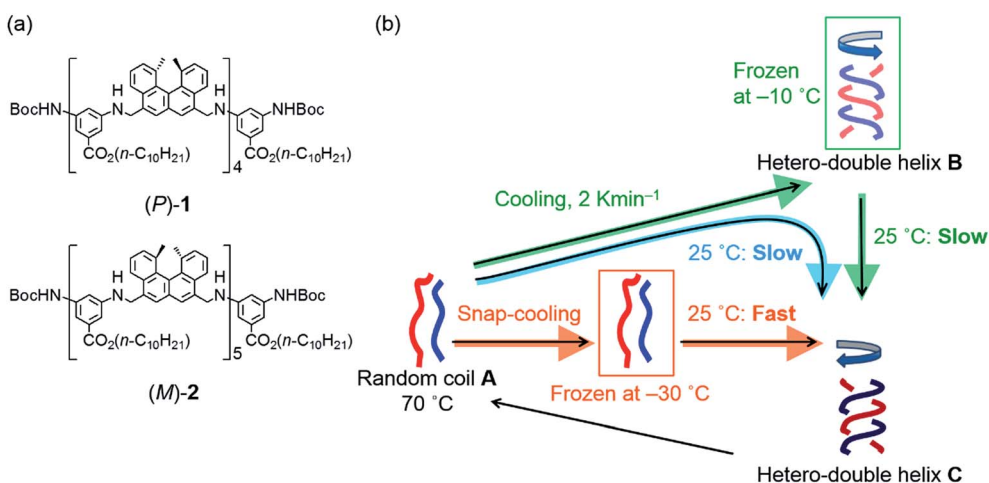 (a)
H
H
BocHN
N
N
NHBoc
CO₂(n-C₁₀H₂₁)
4
CO₂(n-C₁₀H₂₁)
(P)-1
H
H
BocHN
N
N
NHBoc
CO₂(n-C₁₀H₂₁)
5
CO₂(n-C₁₀H₂₁)
(M)-2
(b)
Frozen
at –10 ˚C
Hetero-double helix B
Cooling, 2 Kmin⁻¹
25 ˚C: Slow
25 ˚C: Slow
Snap-cooling
25 ˚C: Fast
Random coil A
70 ˚C
Frozen at –30 ˚C
Hetero-double helix C